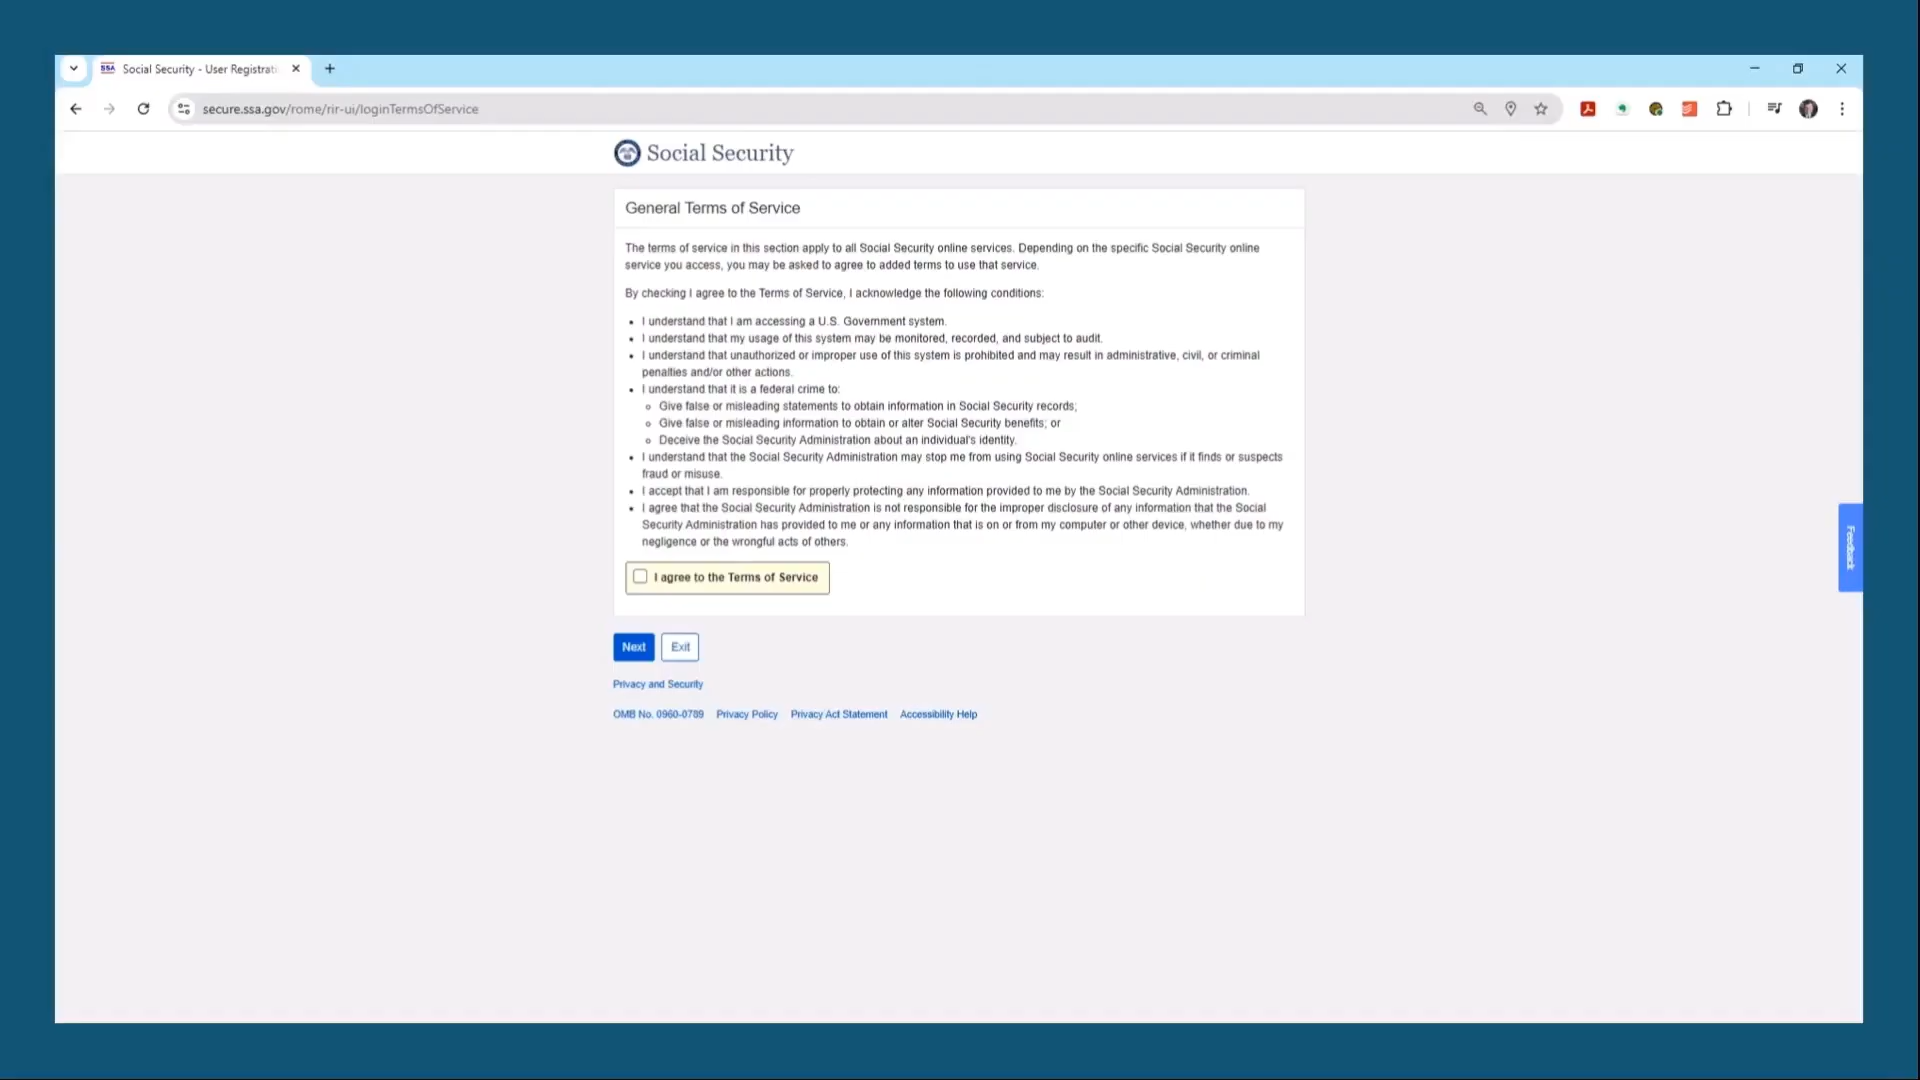 SSA Social Security - User Registrati
secure.ssa.gov/rome/rir-ui/loginTermsOfService
Social Security
General Terms of Service
The terms of service in this section apply to all Social Security online services. Depending on the specific Social Security online
service you access, you may be asked to agree to added terms to use that service.
By checking I agree to the Terms of Service, I acknowledge the following conditions:
• I understand that I am accessing a U.S. Government system.
• I understand that my usage of this system may be monitored, recorded, and subject to audit.
• I understand that unauthorized or improper use of this system is prohibited and may result in administrative, civil, or criminal
penalties and/or other actions.
• I understand that it is a federal crime to:
◦ Give false or misleading statements to obtain information in Social Security records;
◦ Give false or misleading information to obtain or alter Social Security benefits; or
◦ Deceive the Social Security Administration about an individual's identity.
• I understand that the Social Security Administration may stop me from using Social Security online services if it finds or suspects
fraud or misuse.
• I accept that I am responsible for properly protecting any information provided to me by the Social Security Administration.
• I agree that the Social Security Administration is not responsible for the improper disclosure of any information that the Social
Security Administration has provided to me or any information that is on or from my computer or other device, whether due to my
negligence or the wrongful acts of others.
I agree to the Terms of Service
Feedback
Next Exit
Privacy and Security
OMB No. 0960-0789 Privacy Policy Privacy Act Statement Accessibility Help